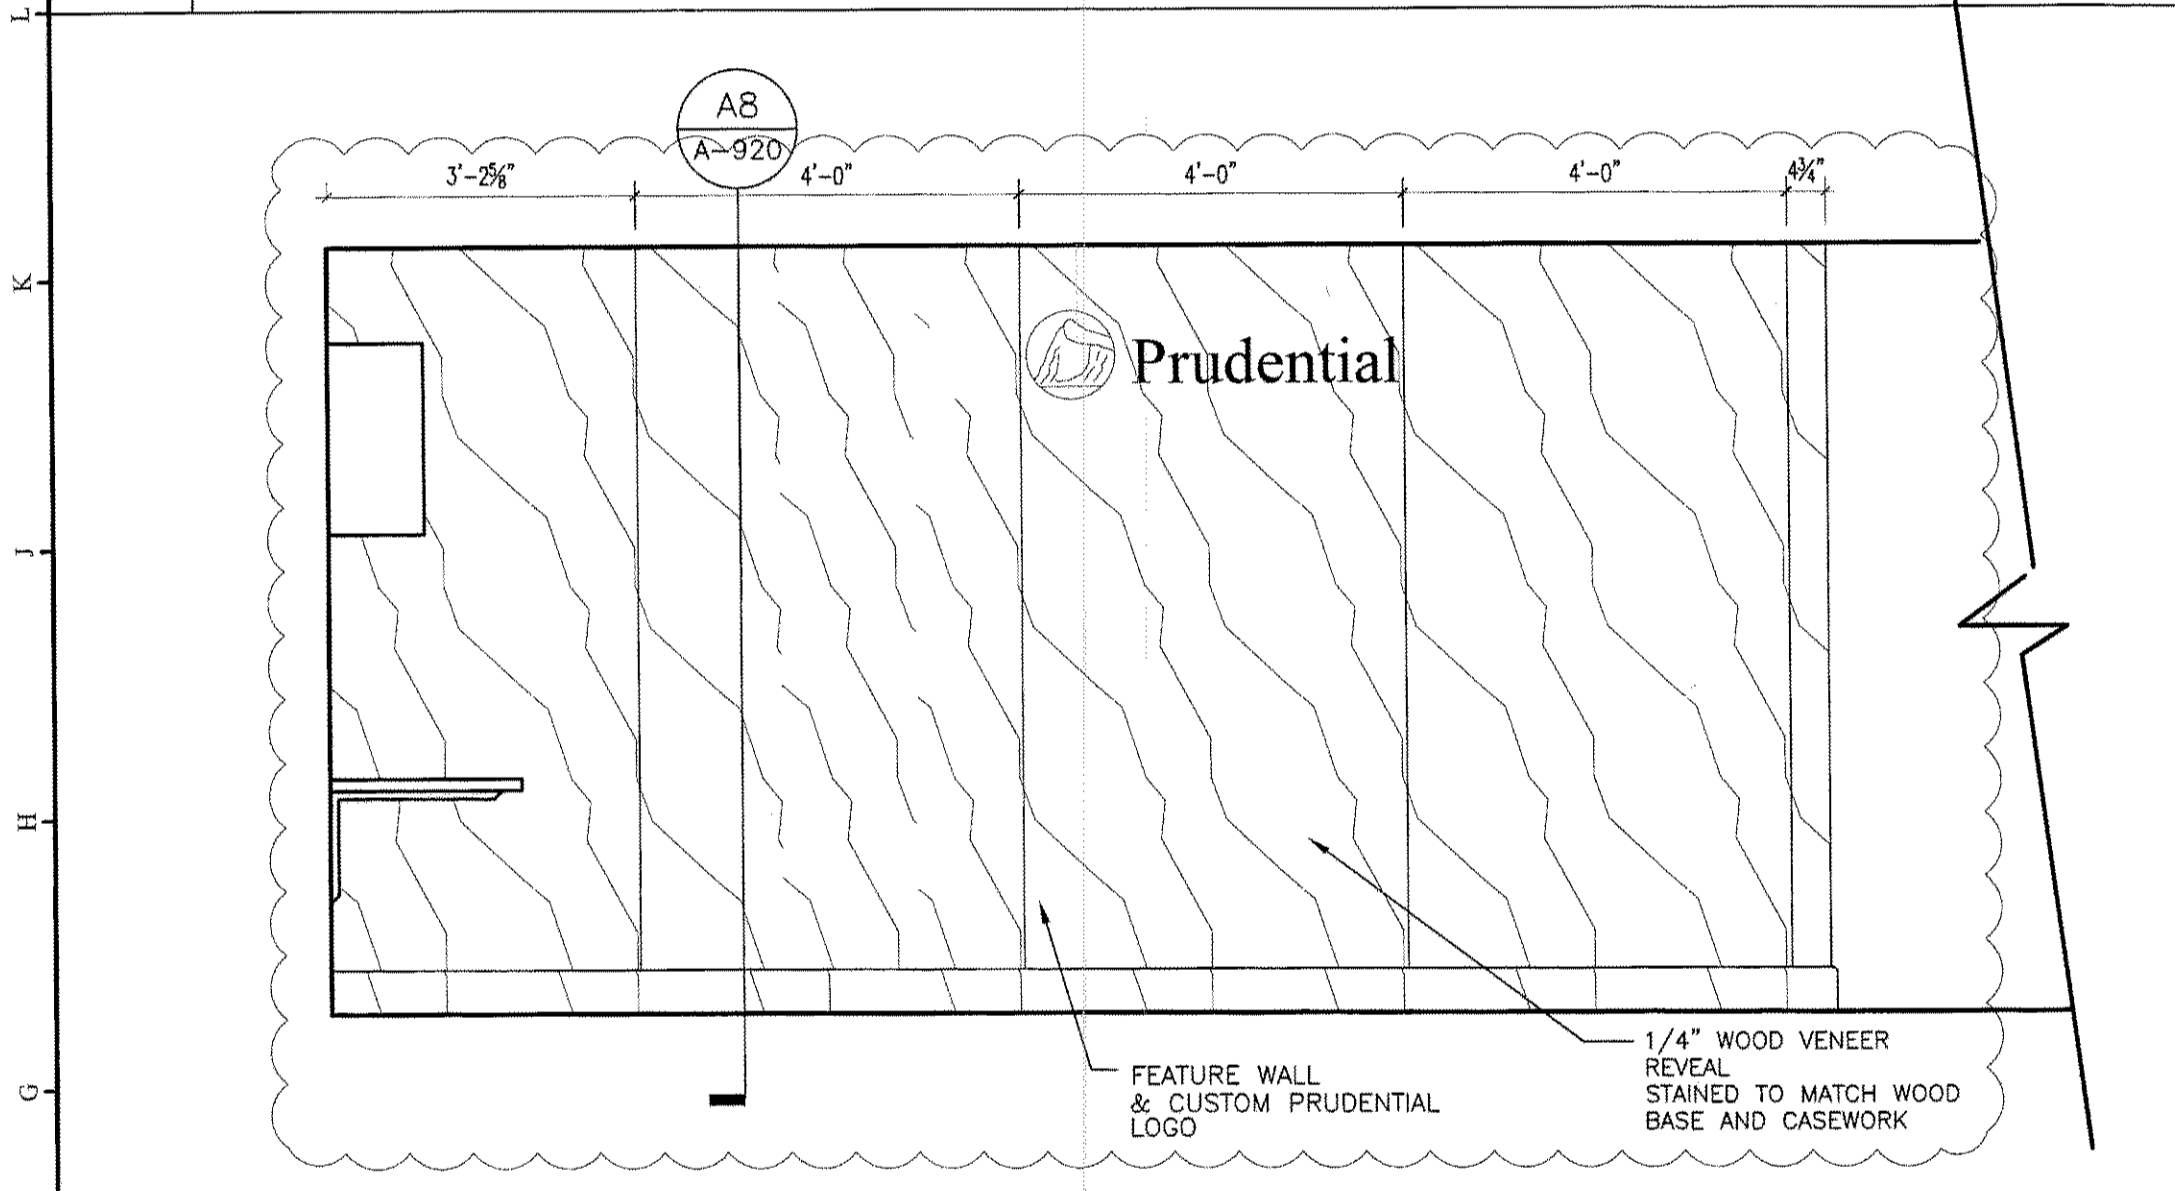 L
A8
A-920
3'-2⅝"
4'-0"
4'-0"
4'-0"
4¾"
K
Prudential
J
H
G
FEATURE WALL
& CUSTOM PRUDENTIAL
LOGO
1/4" WOOD VENEER
REVEAL
STAINED TO MATCH WOOD
BASE AND CASEWORK